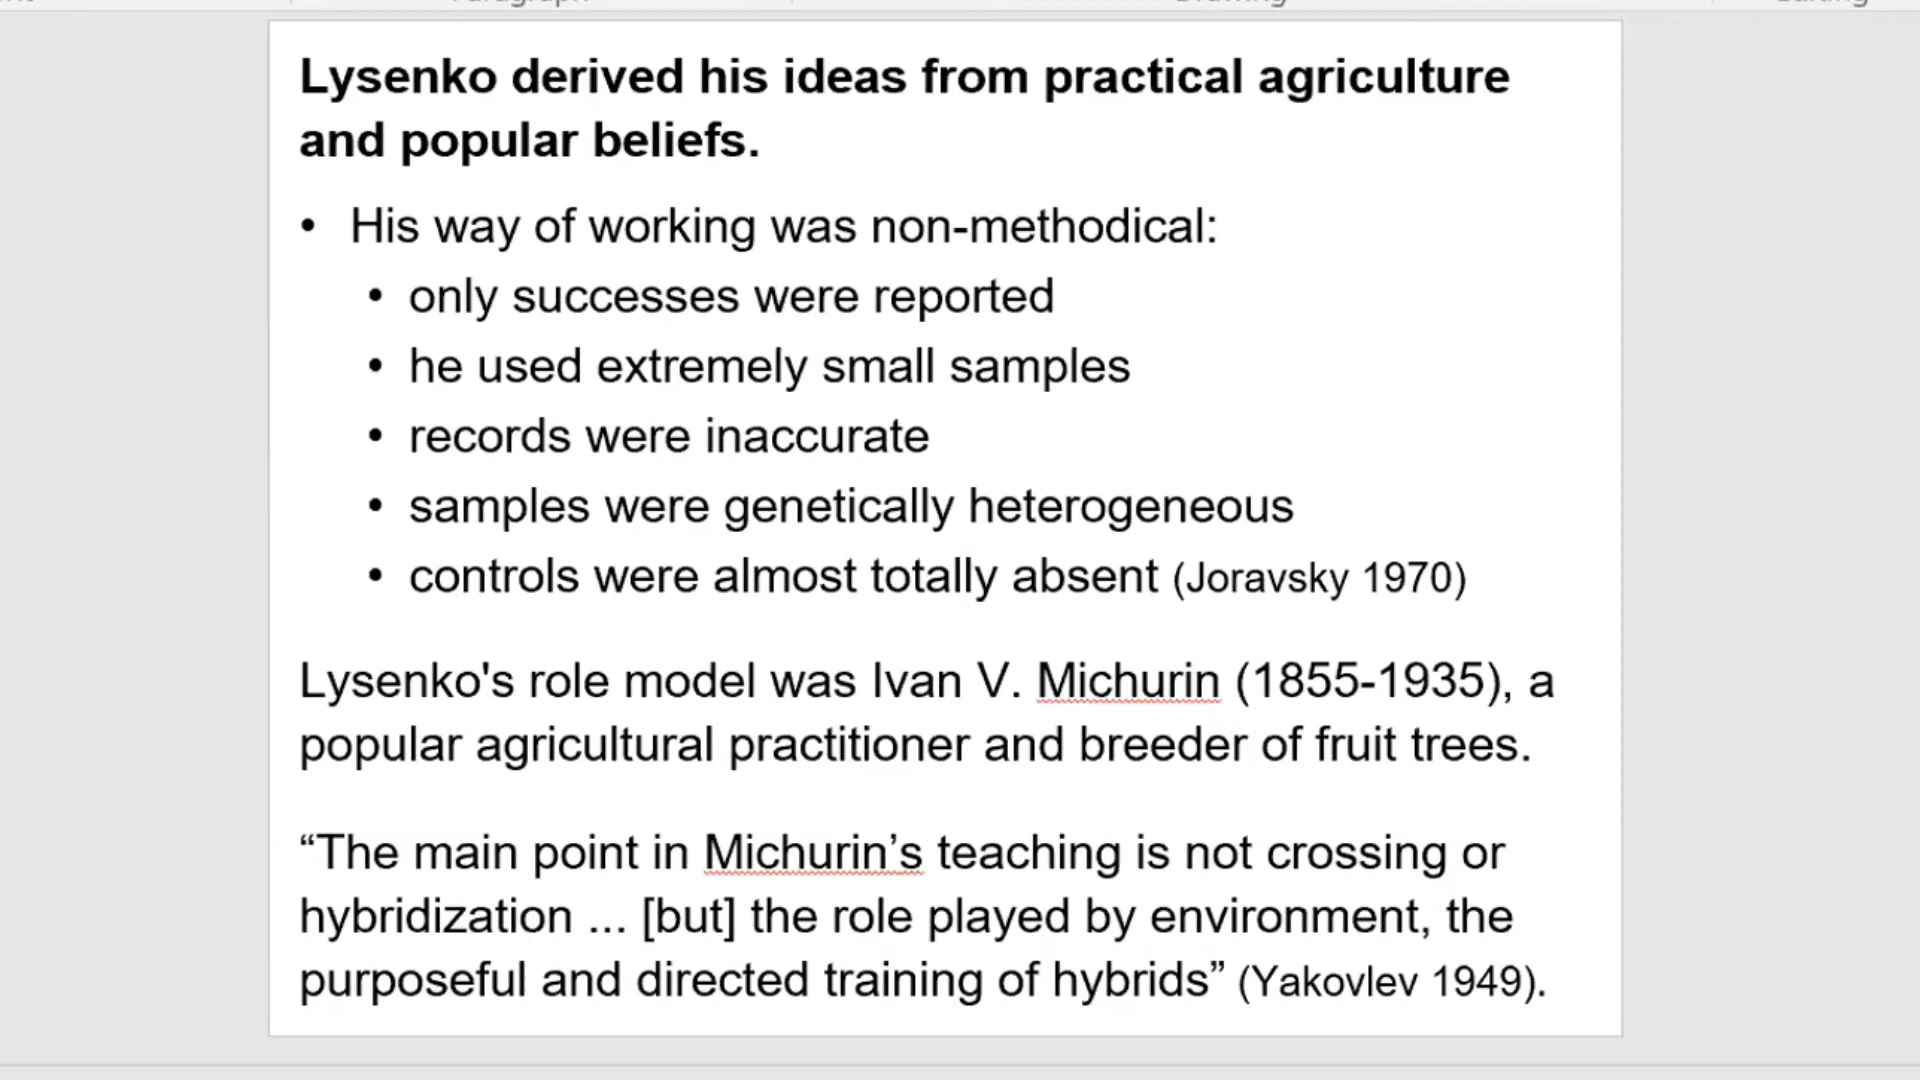 Lysenko derived his ideas from practical agriculture
and popular beliefs.
• His way of working was non-methodical:
• only successes were reported
• he used extremely small samples
• records were inaccurate
• samples were genetically heterogeneous
• controls were almost totally absent (Joravsky 1970)
Lysenko's role model was Ivan V. Michurin (1855-1935), a
popular agricultural practitioner and breeder of fruit trees.
“The main point in Michurin’s teaching is not crossing or
hybridization ... [but] the role played by environment, the
purposeful and directed training of hybrids” (Yakovlev 1949).